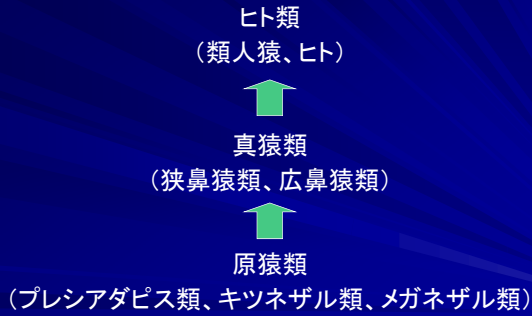 ヒト類
（類人猿、ヒト）
真猿類
（狭鼻猿類、広鼻猿類）
原猿類
（プレシアダピス類、キツネザル類、メガネザル類）